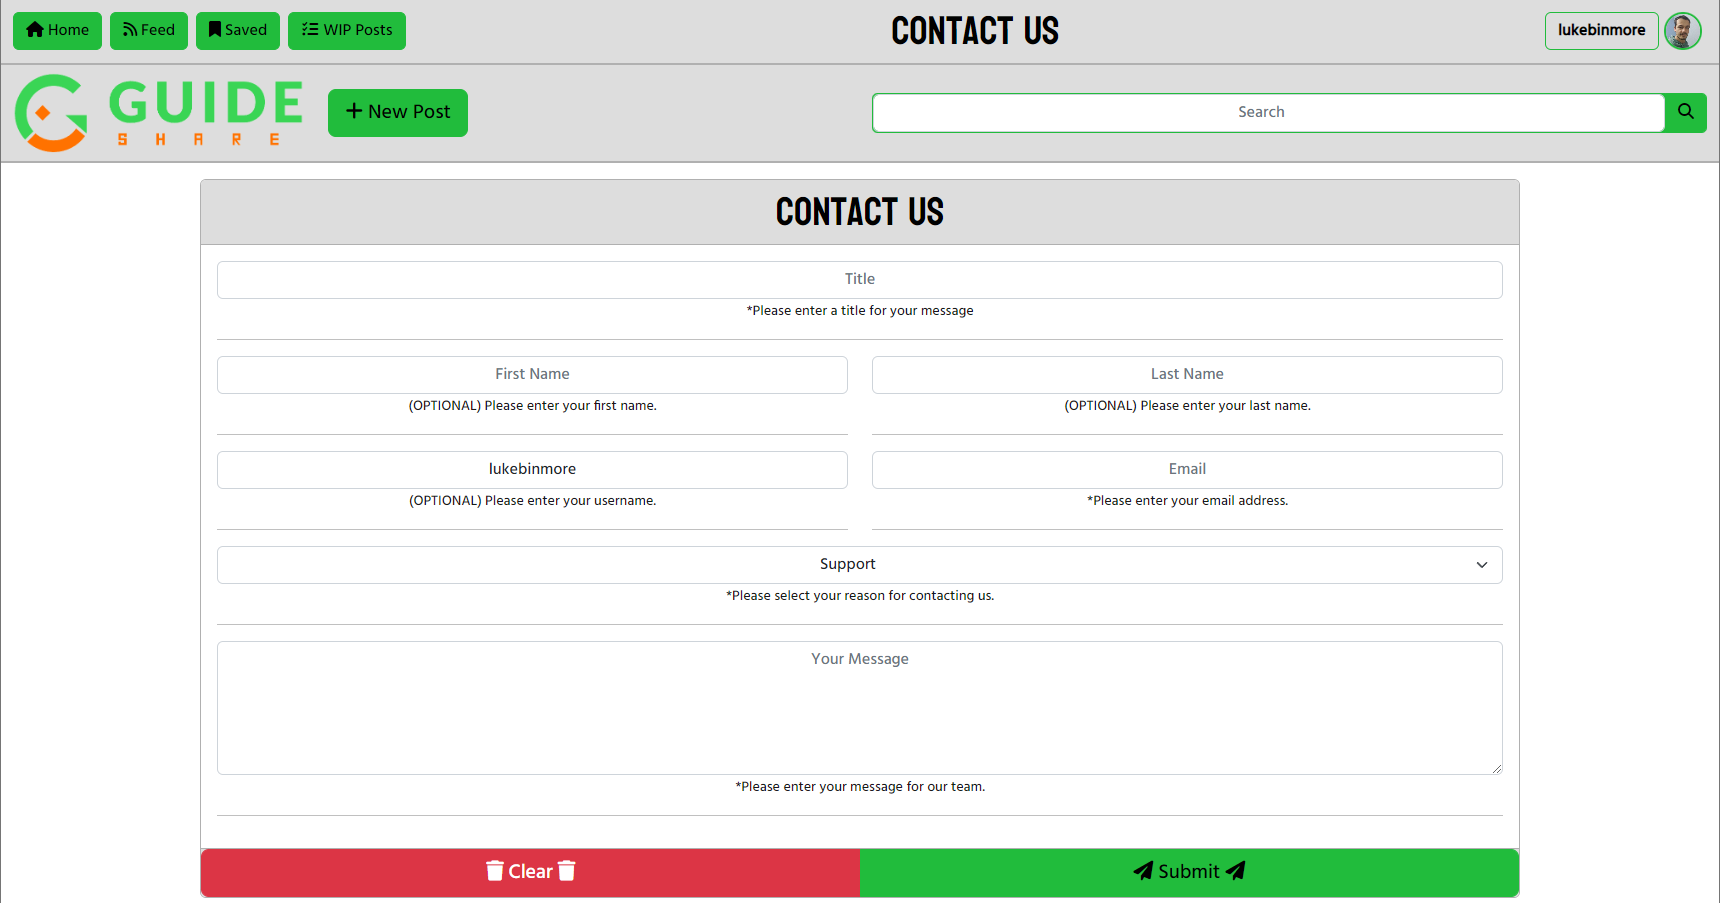 Home Feed Saved WIP Posts CONTACT US lukebinmore
GUIDE
SHARE
New Post
Search
CONTACT US
Title
*Please enter a title for your message
First Name
Last Name
(OPTIONAL) Please enter your first name.
(OPTIONAL) Please enter your last name.
lukebinmore
Email
(OPTIONAL) Please enter your username.
*Please enter your email address.
Support
*Please select your reason for contacting us.
Your Message
*Please enter your message for our team.
Clear
Submit